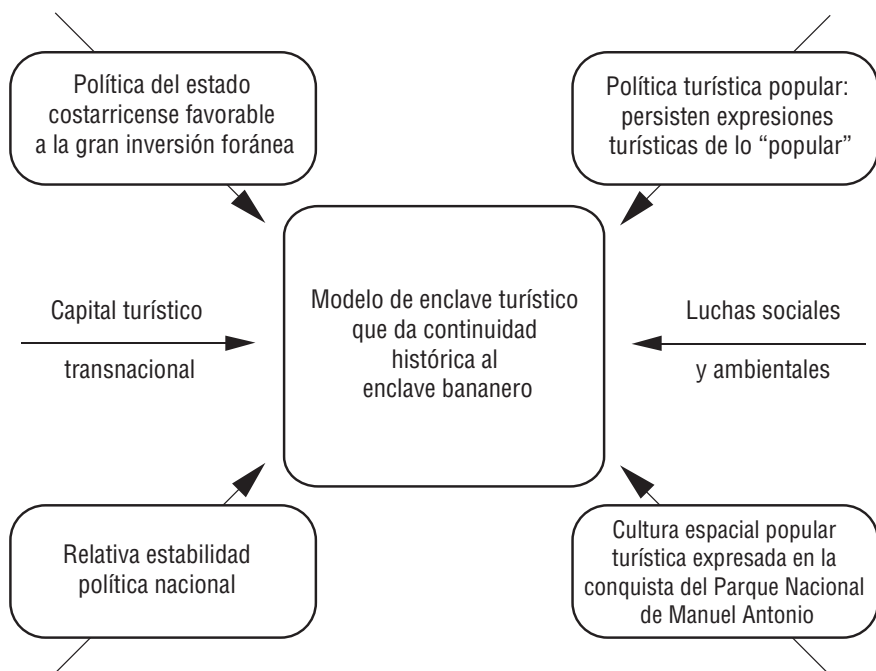 Política del estado
costarricense favorable
a la gran inversión foránea
Política turística popular:
persisten expresiones
turísticas de lo “popular”
Capital turístico
transnacional
Modelo de enclave turístico
que da continuidad
histórica al
enclave bananero
Luchas sociales
y ambientales
Relativa estabilidad
política nacional
Cultura espacial popular
turística expresada en la
conquista del Parque Nacional
de Manuel Antonio